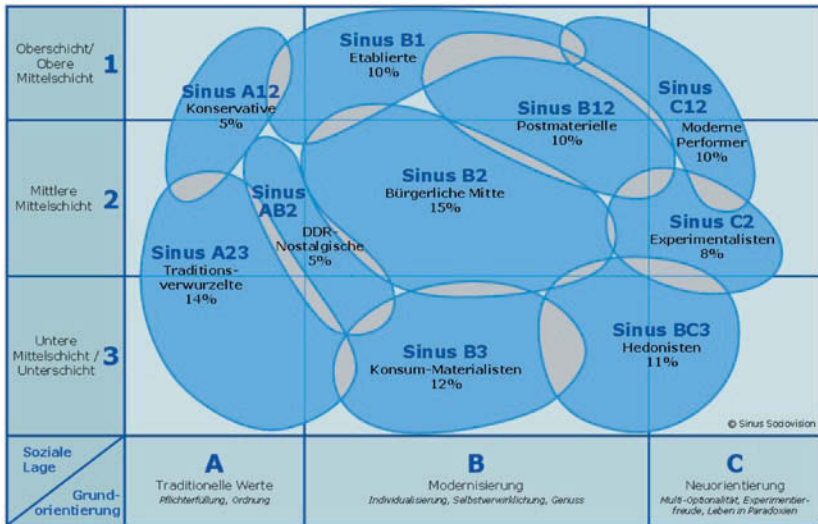 Oberschicht/
Obere
Mittelschicht
1
Mittlere
Mittelschicht
2
Untere
Mittelschicht /
Unterschicht
3
Sinus B1
Etablierte
10%
Sinus A12
Konservative
5%
Sinus B12
Postmaterielle
10%
Sinus
C12
Moderne
Performer
10%
Sinus
AB2
DDR-
Nostalgische
5%
Sinus B2
Bürgerliche Mitte
15%
Sinus C2
Experimentalisten
8%
Sinus A23
Traditions-
verwurzelte
14%
Sinus B3
Konsum-Materialisten
12%
Sinus BC3
Hedonisten
11%
© Sinus Sociovision
Soziale
Lage
Grund-
orientierung
A
Traditionelle Werte
Pflichterfüllung, Ordnung
B
Modernisierung
Individualisierung, Selbstverwirklichung, Genuss
C
Neuorientierung
Multi-Optionalität, Experimentier-
freude, Leben in Paradoxien